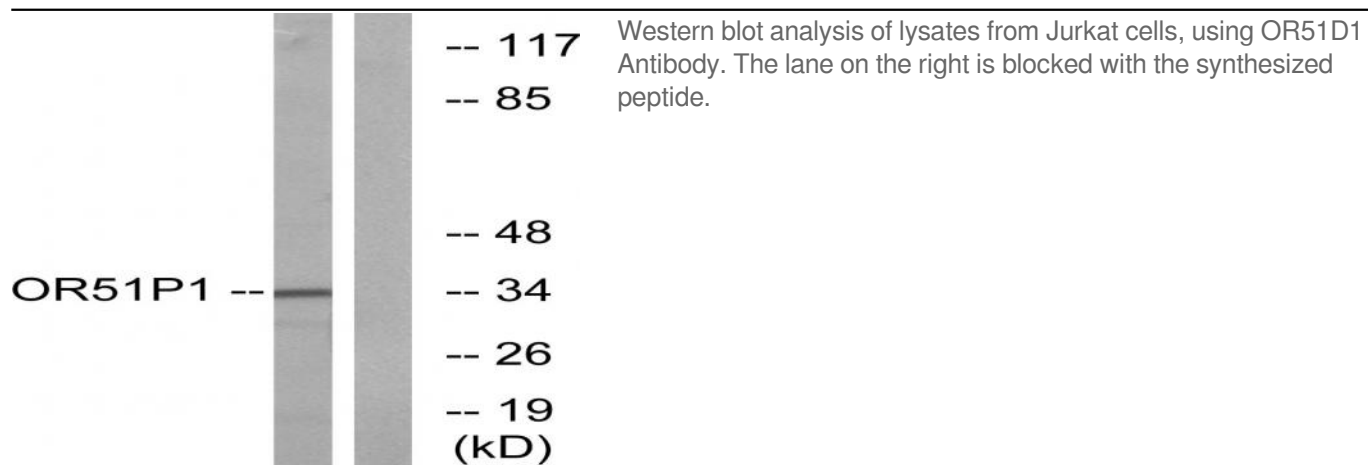 -- 117
-- 85
-- 48
OR51P1 --
-- 34
-- 26
-- 19
(kD)
Western blot analysis of lysates from Jurkat cells, using OR51D1
Antibody. The lane on the right is blocked with the synthesized
peptide.